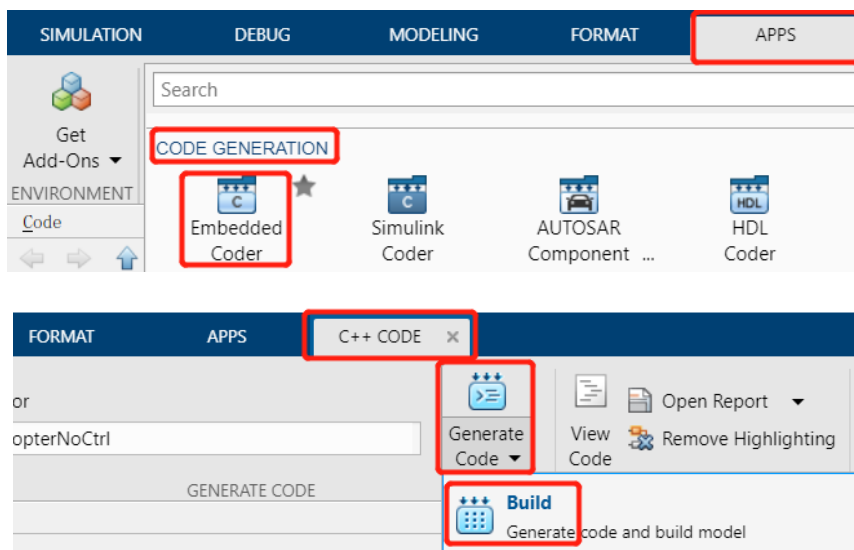 SIMULATION DEBUG MODELING FORMAT APPS
Search
Get
Add-Ons
CODE GENERATION
ENVIRONMENT
C
C
HDL
Embedded
Coder
Simulink
Coder
AUTOSAR
Component ...
HDL
Coder
Code
FORMAT APPS C++ CODE
or
opterNoCtrl
Generate
Code
View
Code
Open Report
Remove Highlighting
GENERATE CODE
Build
Generate code and build model